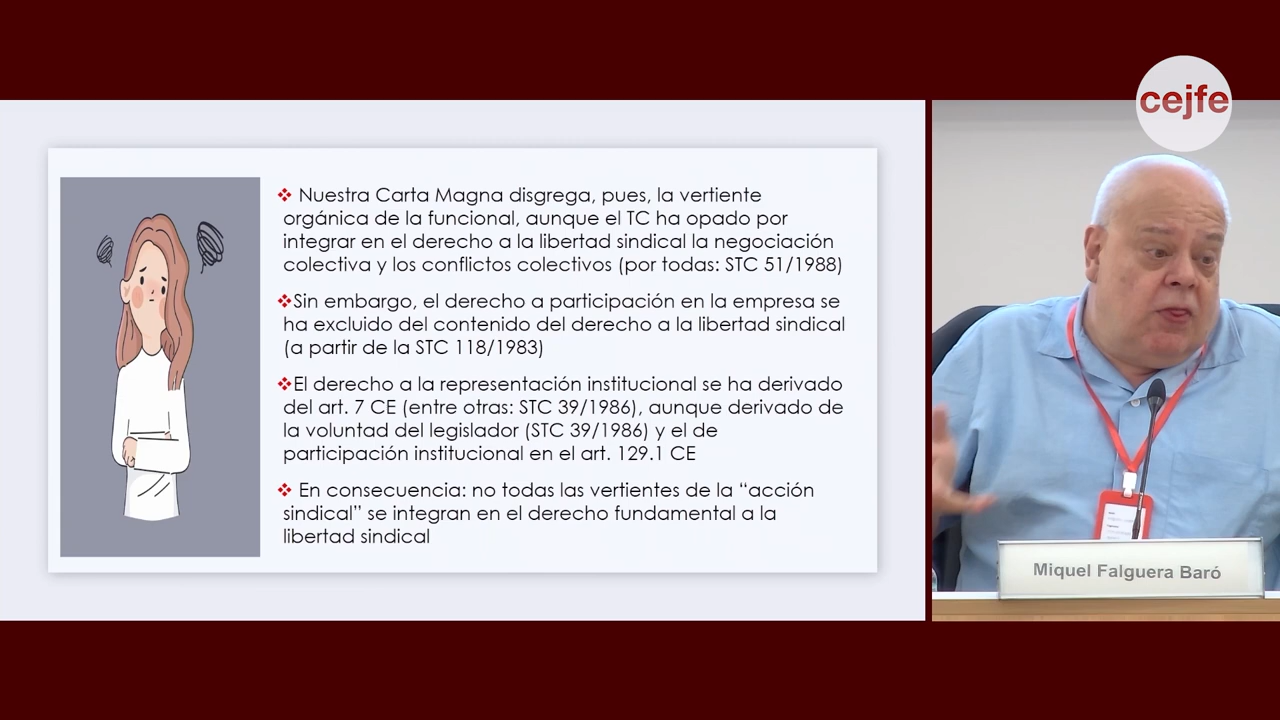 cejfe
❖ Nuestra Carta Magna disgrega, pues, la vertiente
orgánica de la funcional, aunque el TC ha opado por
integrar en el derecho a la libertad sindical la negociación
colectiva y los conflictos colectivos (por todas: STC 51/1988)
❖Sin embargo, el derecho a participación en la empresa se
ha excluido del contenido del derecho a la libertad sindical
(a partir de la STC 118/1983)
❖El derecho a la representación institucional se ha derivado
del art. 7 CE (entre otras: STC 39/1986), aunque derivado de
la voluntad del legislador (STC 39/1986) y el de
participación institucional en el art. 129.1 CE
❖ En consecuencia: no todas las vertientes de la “acción
sindical” se integran en el derecho fundamental a la
libertad sindical
Miquel Falguera Baró